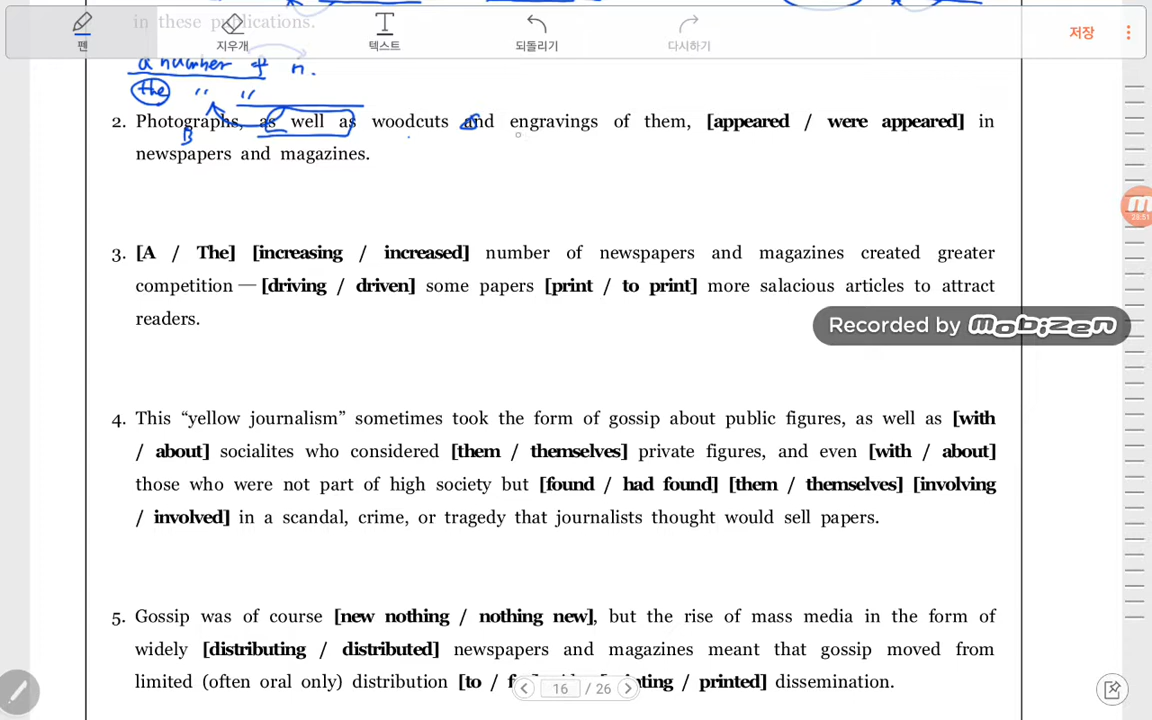 in these publications.
펜
지우개
텍스트
되돌리기
다시하기
저장
a number of n.
the " "
2. Photographs, as well as woodcuts and engravings of them, [appeared / were appeared] in
B
newspapers and magazines.
3. [A / The] [increasing / increased] number of newspapers and magazines created greater
competition — [driving / driven] some papers [print / to print] more salacious articles to attract
readers.
Recorded by mobizen
4. This “yellow journalism” sometimes took the form of gossip about public figures, as well as [with
/ about] socialites who considered [them / themselves] private figures, and even [with / about]
those who were not part of high society but [found / had found] [them / themselves] [involving
/ involved] in a scandal, crime, or tragedy that journalists thought would sell papers.
5. Gossip was of course [new nothing / nothing new], but the rise of mass media in the form of
widely [distributing / distributed] newspapers and magazines meant that gossip moved from
limited (often oral only) distribution [to / / printed] dissemination.
16 / 26